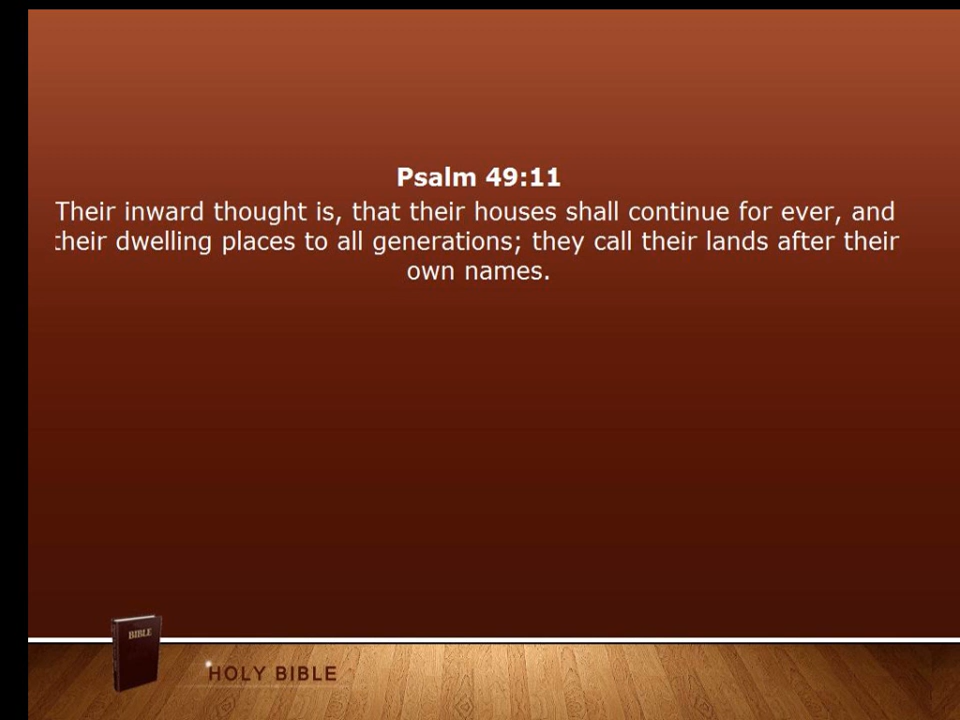 Psalm 49:11
Their inward thought is, that their houses shall continue for ever, and
their dwelling places to all generations; they call their lands after their
own names.
BIBLE
HOLY BIBLE